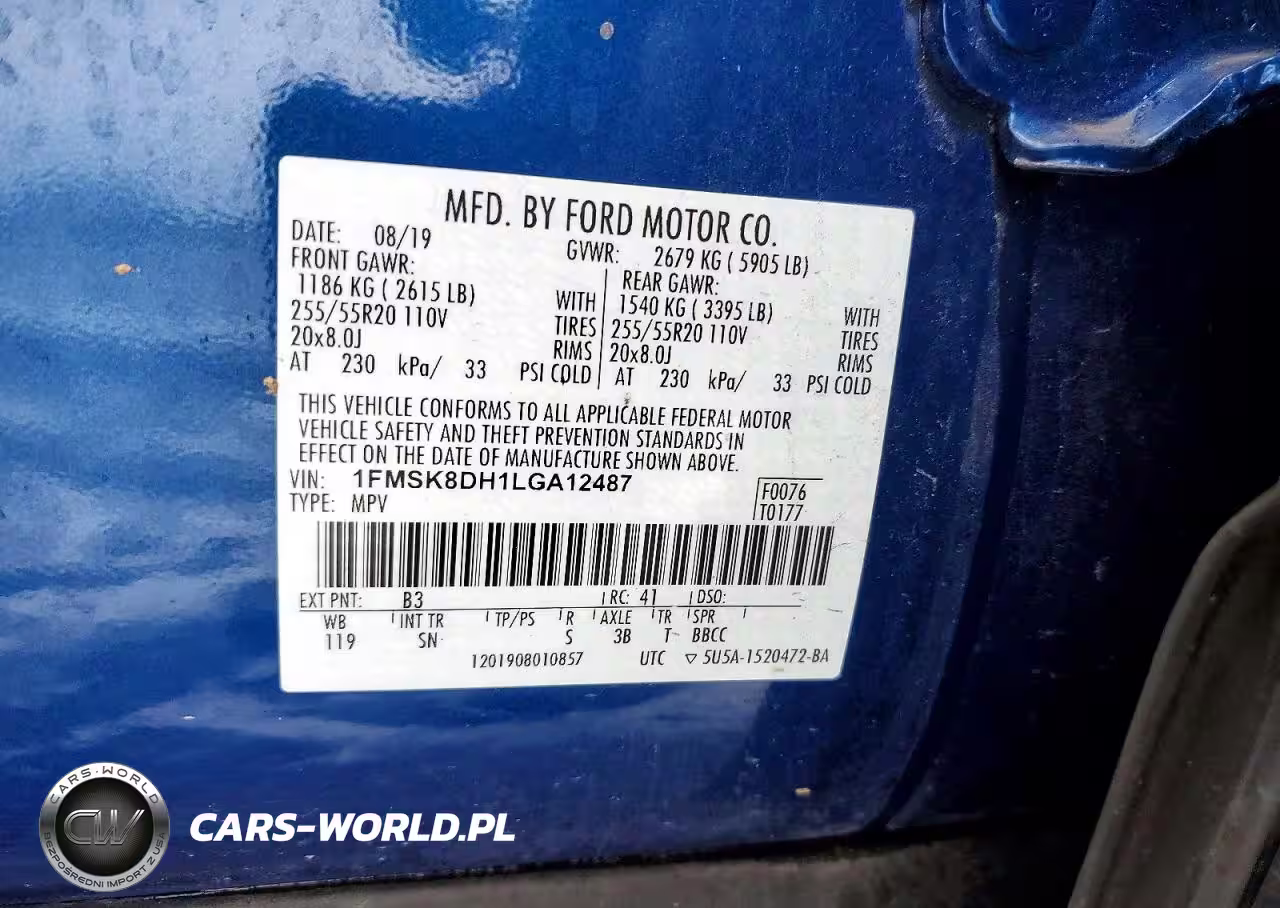 MFD. BY FORD MOTOR CO.
DATE: 08/19 GVWR: 2679 KG ( 5905 LB)
FRONT GAWR: REAR GAWR:
1186 KG ( 2615 LB) WITH 1540 KG ( 3395 LB) WITH
255/55R20 110V TIRES 255/55R20 110V TIRES
20x8.0J RIMS 20x8.0J RIMS
AT 230 kPa/ 33 PSI COLD AT 230 kPa/ 33 PSI COLD
THIS VEHICLE CONFORMS TO ALL APPLICABLE FEDERAL MOTOR
VEHICLE SAFETY AND THEFT PREVENTION STANDARDS IN
EFFECT ON THE DATE OF MANUFACTURE SHOWN ABOVE.
VIN: 1FMSK8DH1LGA12487
TYPE: MPV
F0076
T0177
EXT PNT: B3 RC: 41 DSO:
WB INT TR TP/PS R AXLE TR SPR
119 SN S 3B T BBCC
1201908010857 UTC ▽ 5U5A-1520472-BA
CARS-WORLD
CW
BEZPOŚREDNI IMPORT Z USA
CARS-WORLD.PL